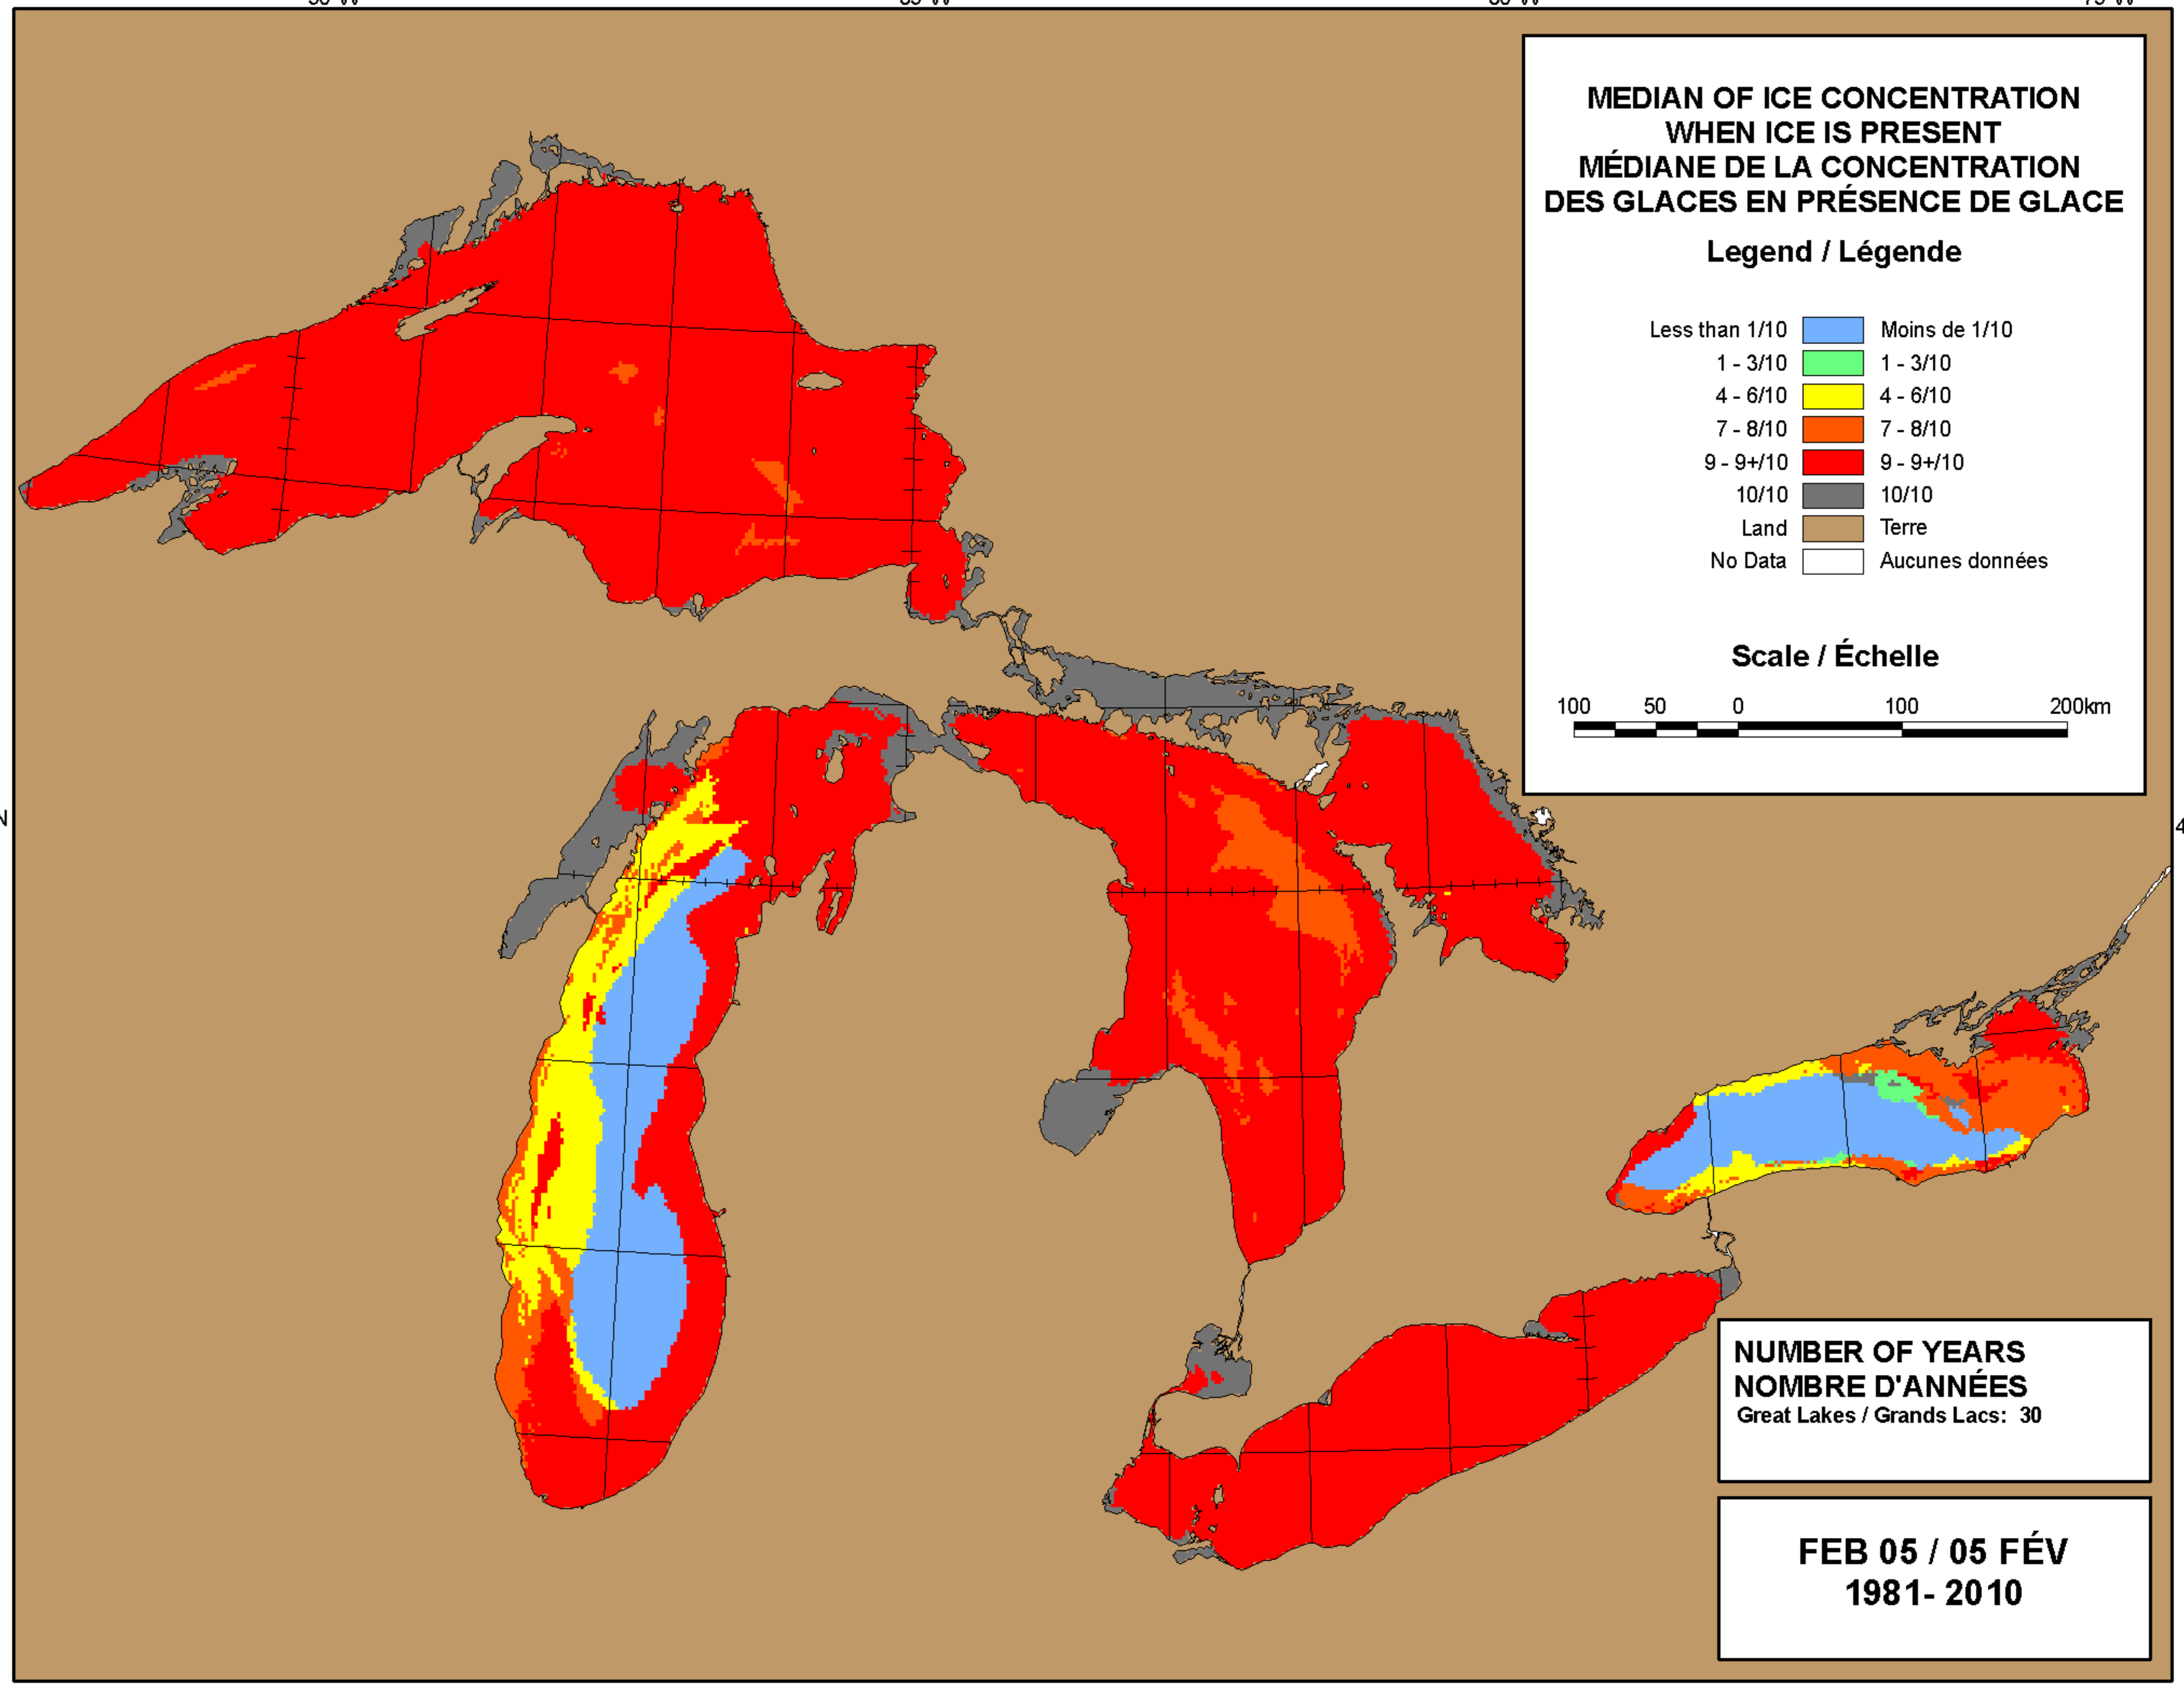 MEDIAN OF ICE CONCENTRATION
WHEN ICE IS PRESENT
MÉDIANE DE LA CONCENTRATION
DES GLACES EN PRÉSENCE DE GLACE
Legend / Légende
Less than 1/10 Moins de 1/10
1 - 3/10 1 - 3/10
4 - 6/10 4 - 6/10
7 - 8/10 7 - 8/10
9 - 9+/10 9 - 9+/10
10/10 10/10
Land Terre
No Data Aucunes données
Scale / Échelle
100 50 0 100 200km
N
NUMBER OF YEARS
NOMBRE D'ANNÉES
Great Lakes / Grands Lacs: 30
FEB 05 / 05 FÉV
1981- 2010